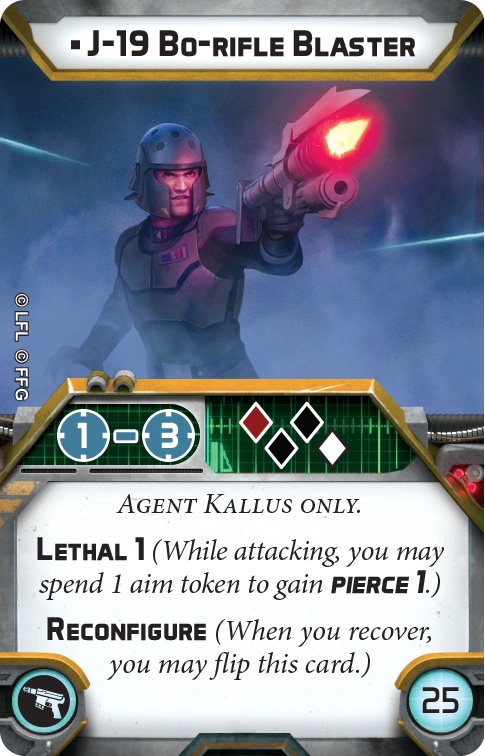 ▪ J-19 Bo-rifle Blaster
© LFL © FFG
1 - 3
Agent Kallus only.
Lethal 1 (While attacking, you may
spend 1 aim token to gain pierce 1.)
Reconfigure (When you recover,
you may flip this card.)
25